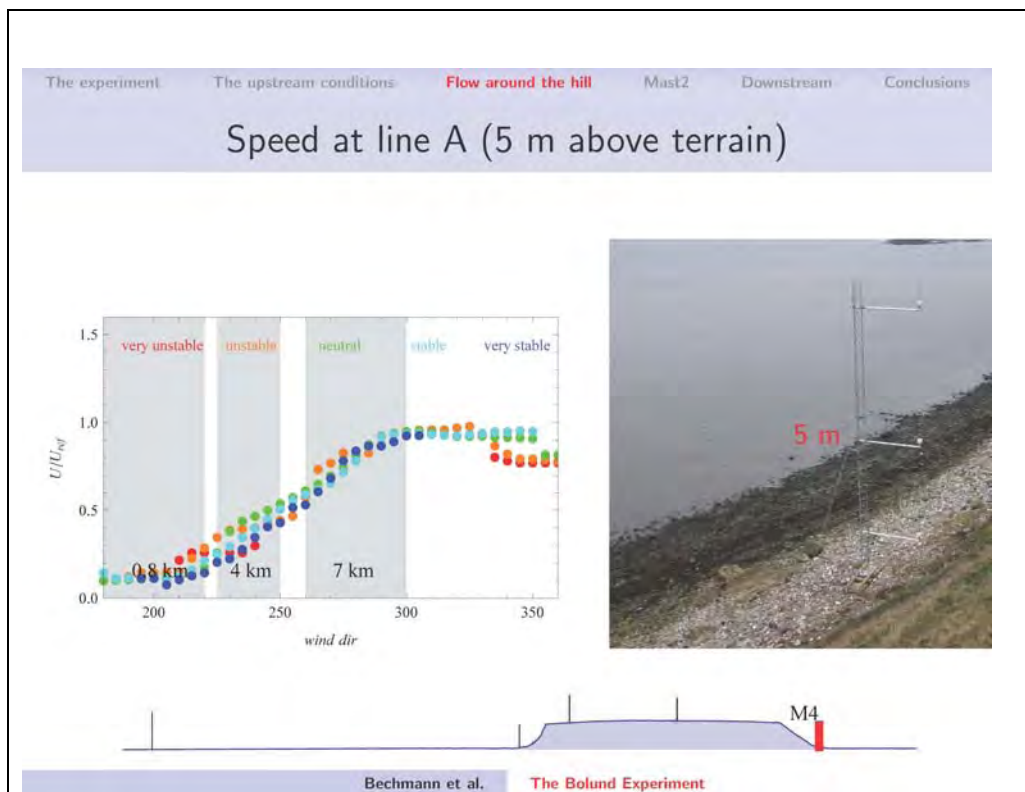 The experiment The upstream conditions Flow around the hill Mast2 Downstream Conclusions
Speed at line A (5 m above terrain)
1.5
1.0
0.5
0.0
U/Uref
very unstable unstable neutral stable very stable
0.8 km 4 km 7 km
200 250 300 350
wind dir
5 m
M4
Bechmann et al. The Bolund Experiment